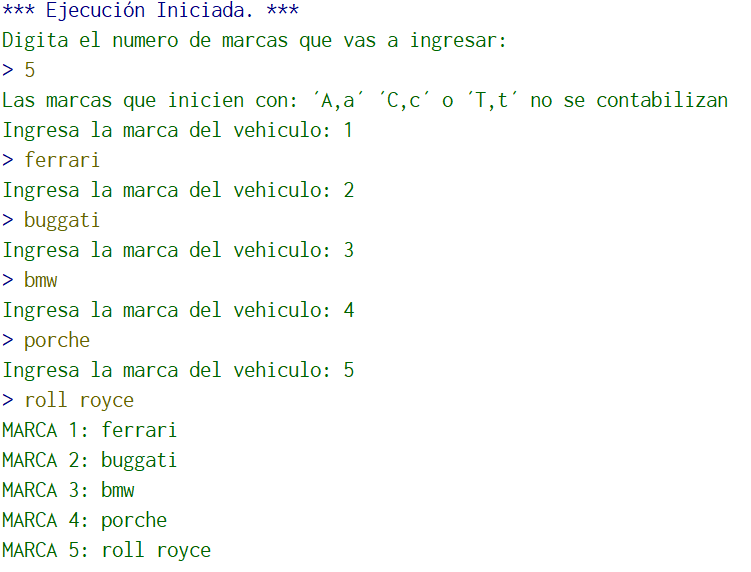 *** Ejecución Iniciada. ***
Digita el numero de marcas que vas a ingresar:
> 5
Las marcas que inicien con: ´A,a´ ´C,c´ o ´T,t´ no se contabilizan
Ingresa la marca del vehiculo: 1
> ferrari
Ingresa la marca del vehiculo: 2
> buggati
Ingresa la marca del vehiculo: 3
> bmw
Ingresa la marca del vehiculo: 4
> porche
Ingresa la marca del vehiculo: 5
> roll royce
MARCA 1: ferrari
MARCA 2: buggati
MARCA 3: bmw
MARCA 4: porche
MARCA 5: roll royce